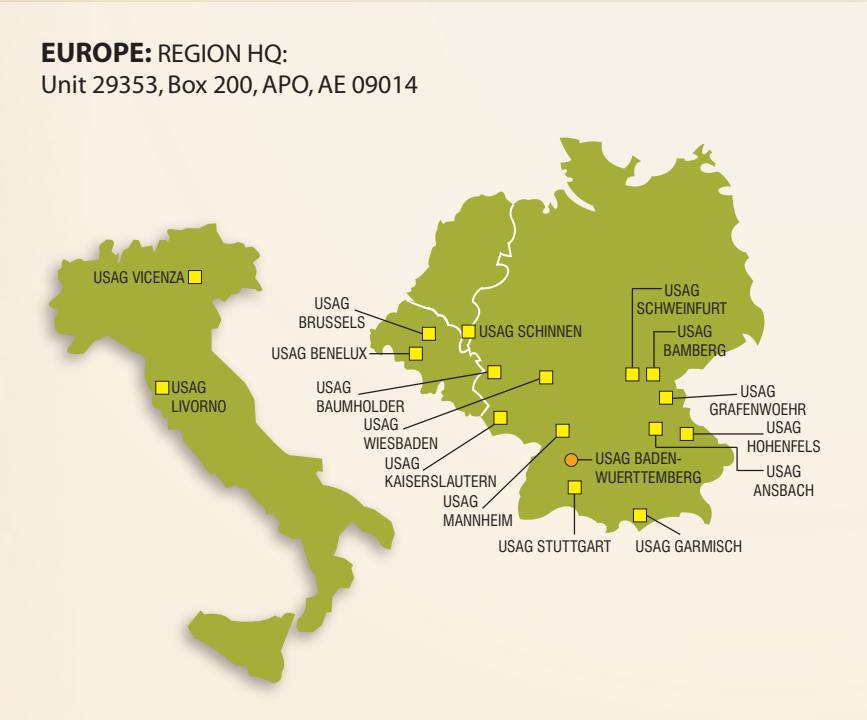 EUROPE: REGION HQ:
Unit 29353, Box 200, APO, AE 09014
USAG VICENZA
USAG
LIVORNO
USAG
BRUSSELS
USAG BENELUX
USAG SCHINNEN
USAG
BAUMHOLDER
USAG
WIESBADEN
USAG
KAISERSLAUTERN
USAG
MANNHEIM
USAG STUTTGART
USAG GARMISCH
USAG BADEN-
WUERTTEMBERG
USAG
SCHWEINFURT
USAG
BAMBERG
USAG
GRAFENWOEHR
USAG
HOHENFELS
USAG
ANSBACH